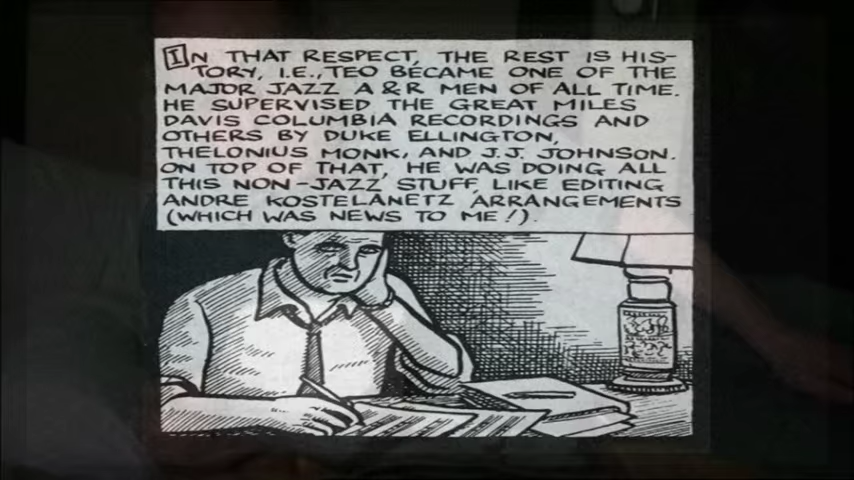 IN THAT RESPECT, THE REST IS HIS-
TORY, I.E., TEO BECAME ONE OF THE
MAJOR JAZZ A&R MEN OF ALL TIME.
HE SUPERVISED THE GREAT MILES
DAVIS COLUMBIA RECORDINGS AND
OTHERS BY DUKE ELLINGTON,
THELONIUS MONK, AND J.J. JOHNSON.
ON TOP OF THAT, HE WAS DOING ALL
THIS NON-JAZZ STUFF, LIKE EDITING
ANDRE KOSTELANETZ ARRANGEMENTS
(WHICH WAS NEWS TO ME!).